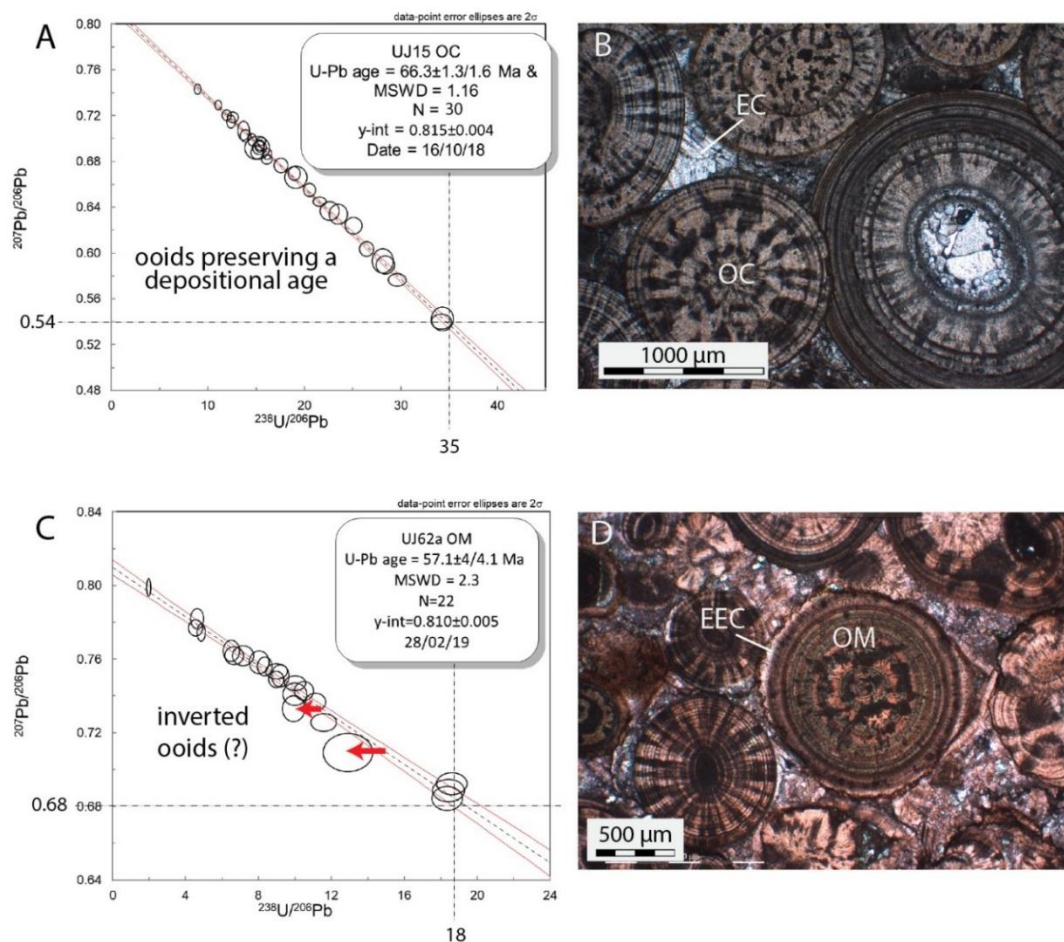 data-point error ellipses are 2σ
A
UJ15 OC
U-Pb age = 66.3±1.3/1.6 Ma &
MSWD = 1.16
N = 30
y-int = 0.815±0.004
Date = 16/10/18
0.80
0.76
0.72
0.68
0.64
0.60
0.56
0.54
0.52
0.48
²⁰⁷Pb/²⁰⁶Pb
ooids preserving a
depositional age
0 10 20 30 40
²³⁸U/²⁰⁶Pb
35
B
EC
OC
1000 µm
data-point error ellipses are 2σ
C
UJ62a OM
U-Pb age = 57.1±4/4.1 Ma
MSWD = 2.3
N=22
y-int=0.810±0.005
28/02/19
0.84
0.80
0.76
0.72
0.68
0.68
0.64
²⁰⁷Pb/²⁰⁶Pb
inverted
ooids (?)
0 4 8 12 16 20 24
²³⁸U/²⁰⁶Pb
18
D
EEC
OM
500 µm